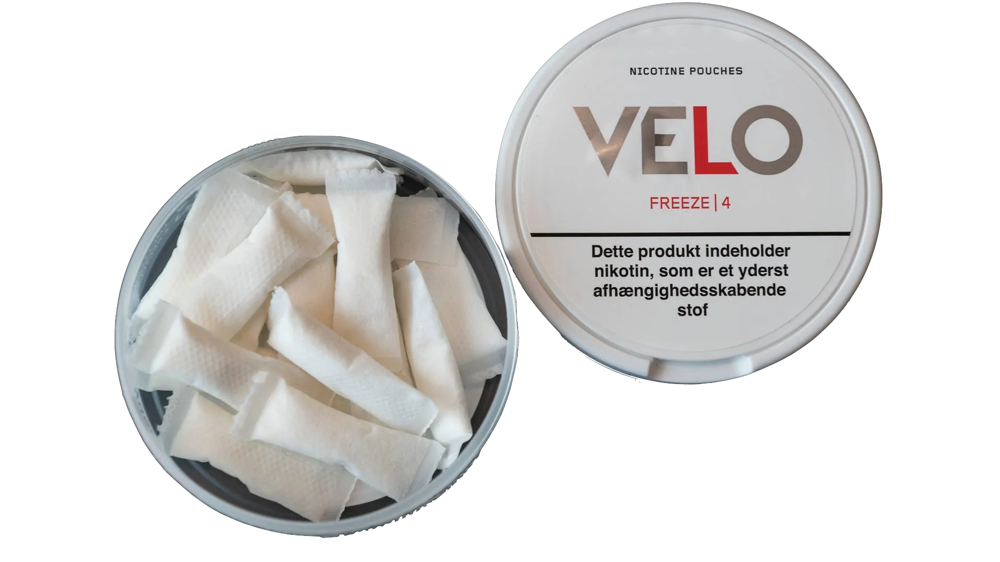 NICOTINE POUCHES
VELO
FREEZE | 4
Dette produkt indeholder
nikotin, som er et yderst
afhængighedsskabende
stof